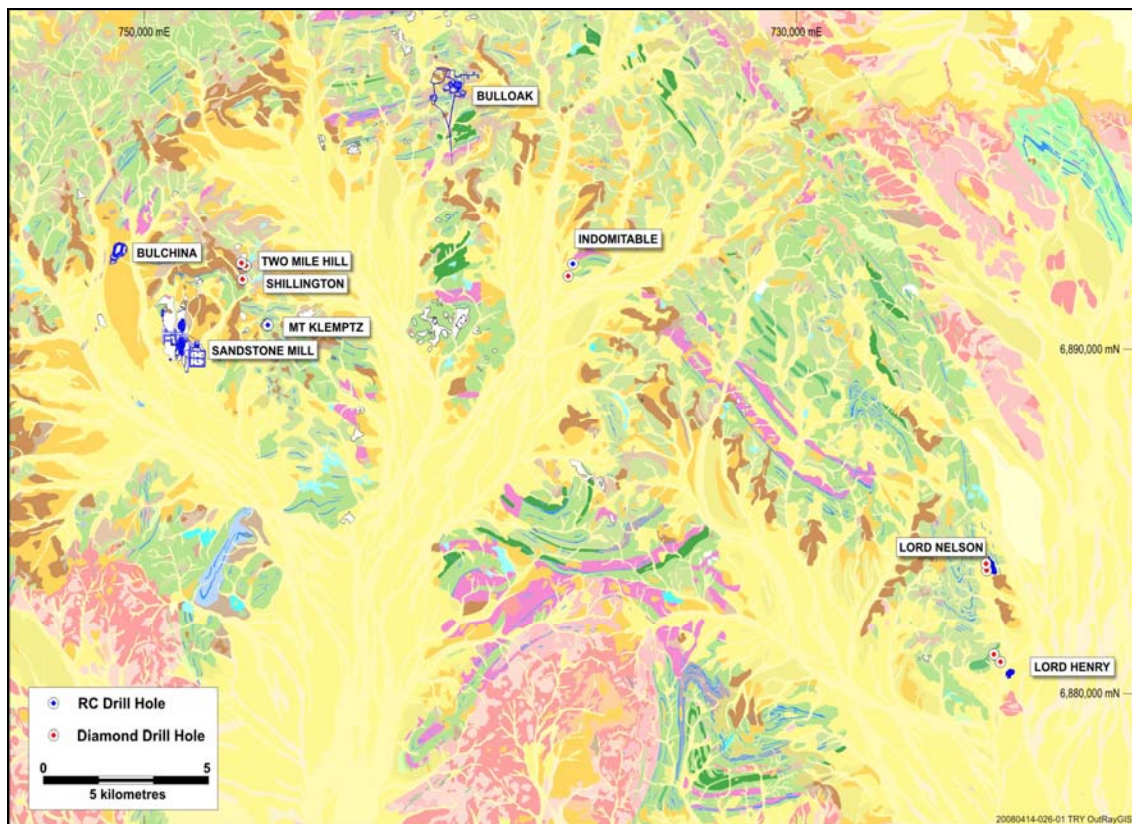 750,000 mE
730,000 mE
BULLOAK
INDOMITABLE
BULCHINA
TWO MILE HILL
SHILLINGTON
MT KLEMPTZ
SANDSTONE MILL
6,890,000 mN
LORD NELSON
LORD HENRY
6,880,000 mN
RC Drill Hole
Diamond Drill Hole
0 5
5 kilometres
20080414-026-01 TRY OutRayGIS